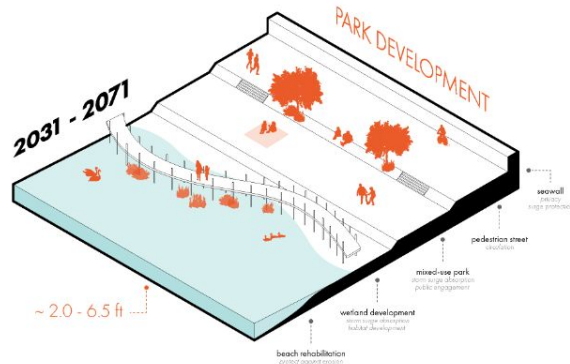 PARK DEVELOPMENT
2031 - 2071
seawall
privacy
surge protection
pedestrian street
circulation
mixed-use park
storm surge absorption
public engagement
wetland development
storm surge absorption
habitat development
~ 2.0 - 6.5 ft
beach rehabilitation
protect against erosion